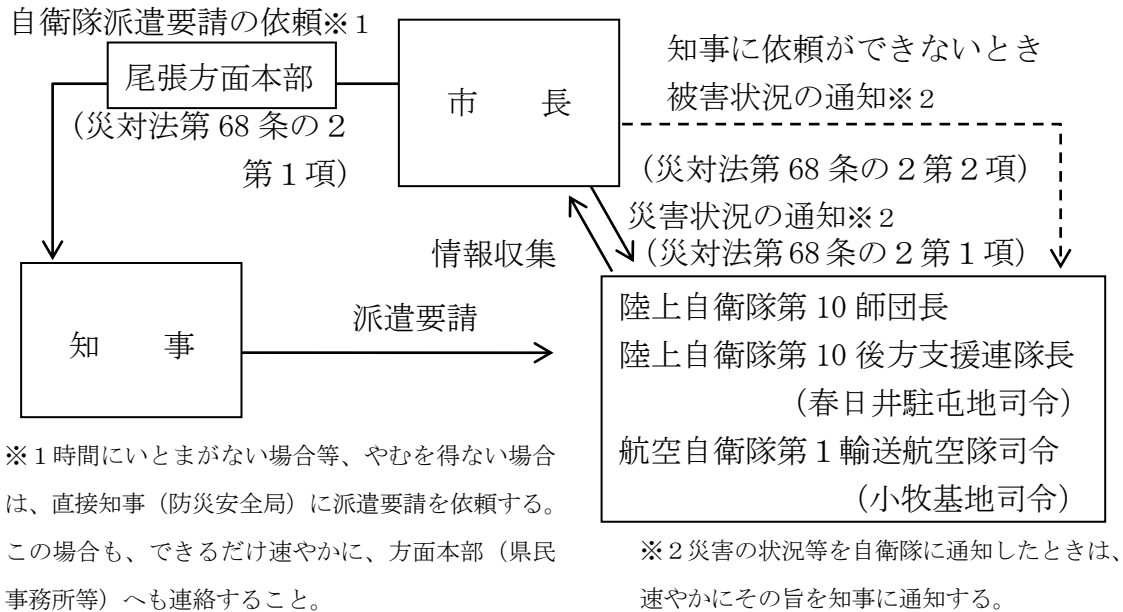 自衛隊派遣要請の依頼※1
尾張方面本部
(災対法第 68 条の2
第1項)
市　　長
知事に依頼ができないとき
被害状況の通知※2
(災対法第 68 条の2第2項)
災害状況の通知※2
(災対法第 68 条の2第1項)
情報収集
知　　事
派遣要請
陸上自衛隊第 10 師団長
陸上自衛隊第 10 後方支援連隊長
(春日井駐屯地司令)
航空自衛隊第1輸送航空隊司令
(小牧基地司令)
※1時間にいとまがない場合等、やむを得ない場合
は、直接知事（防災安全局）に派遣要請を依頼する。
この場合も、できるだけ速やかに、方面本部（県民
事務所等）へも連絡すること。
※2災害の状況等を自衛隊に通知したときは、
速やかにその旨を知事に通知する。